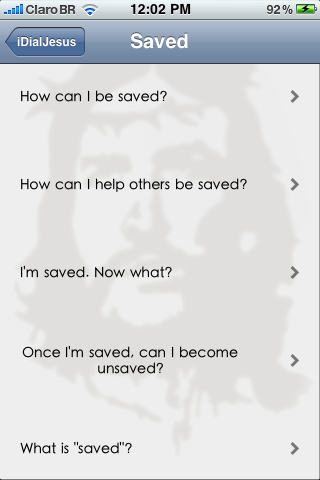 Claro BR 12:02 PM 92%
iDialJesus Saved
How can I be saved?
How can I help others be saved?
I'm saved. Now what?
Once I'm saved, can I become
unsaved?
What is "saved"?